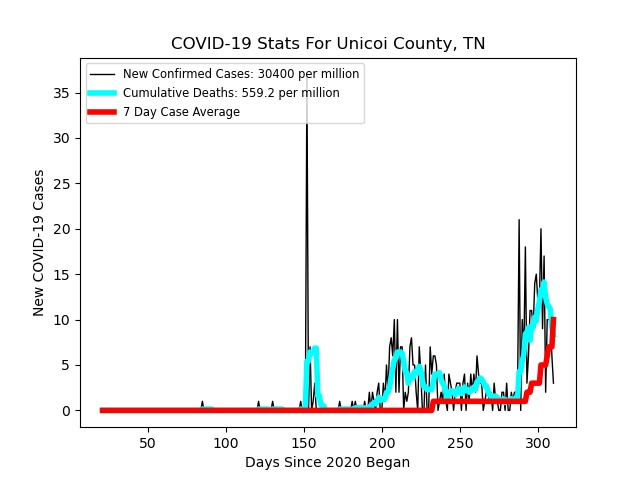 COVID-19 Stats For Unicoi County, TN
New Confirmed Cases: 30400 per million
Cumulative Deaths: 559.2 per million
7 Day Case Average
35
30
25
20
15
10
5
0
New COVID-19 Cases
50 100 150 200 250 300
Days Since 2020 Began